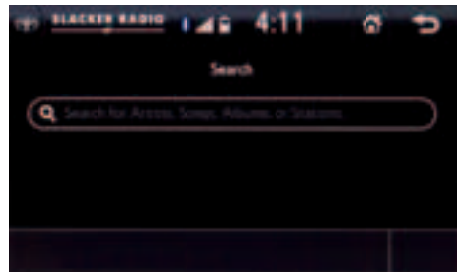 SLACKER RADIO 4:11
Search
Search for Artists, Songs, Albums, or Stations